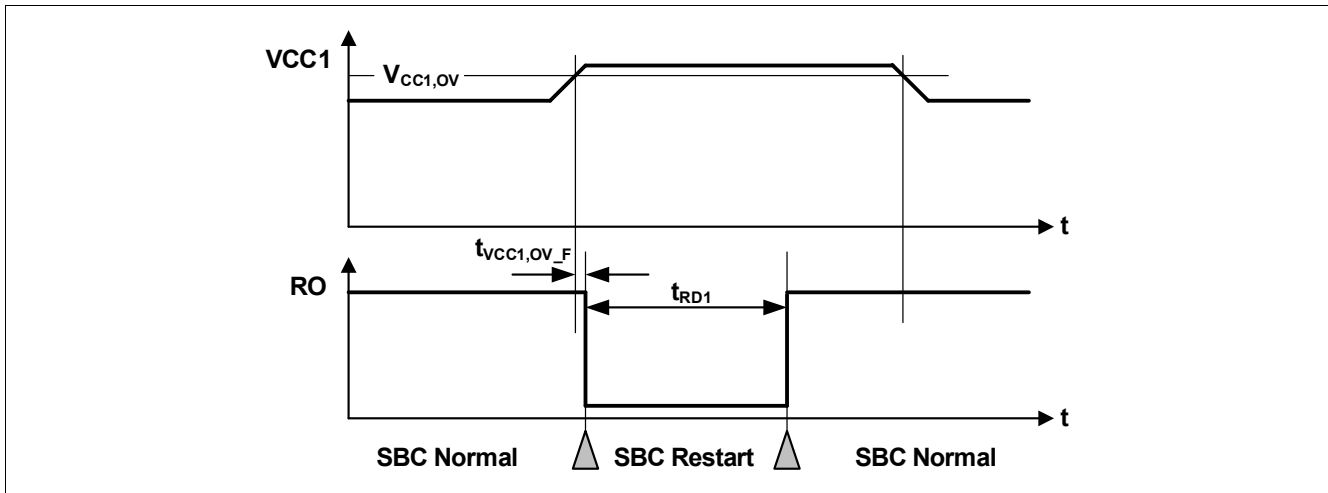 VCC1
VCC1,OV
t
tVCC1,OV_F
RO
tRD1
t
SBC Normal
SBC Restart
SBC Normal